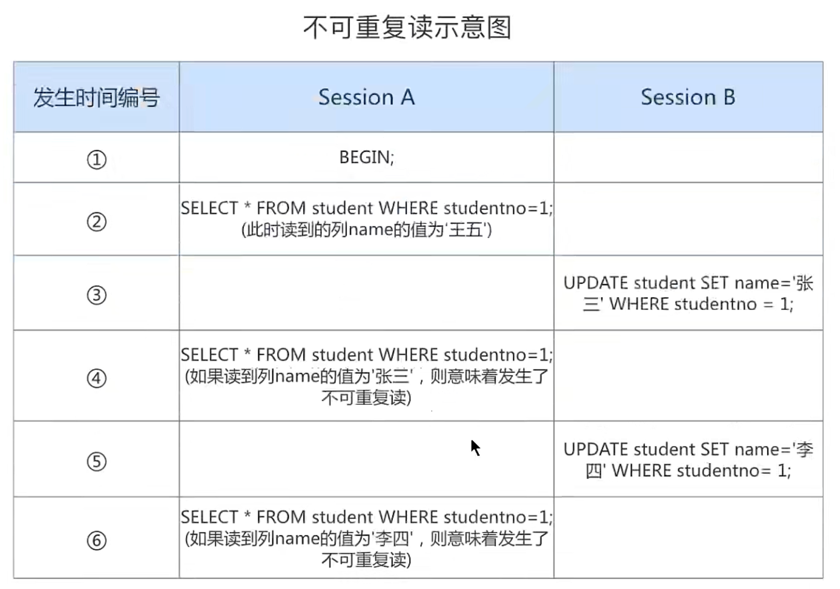 不可重复读示意图
发生时间编号
Session A
Session B
①
BEGIN;
②
SELECT * FROM student WHERE studentno=1;
(此时读到的列name的值为'王五')
③
UPDATE student SET name='张
三' WHERE studentno = 1;
④
SELECT * FROM student WHERE studentno=1;
(如果读到列name的值为'张三'，则意味着发生了
不可重复读)
⑤
UPDATE student SET name='李
四' WHERE studentno= 1;
⑥
SELECT * FROM student WHERE studentno=1;
(如果读到列name的值为'李四'，则意味着发生了
不可重复读)